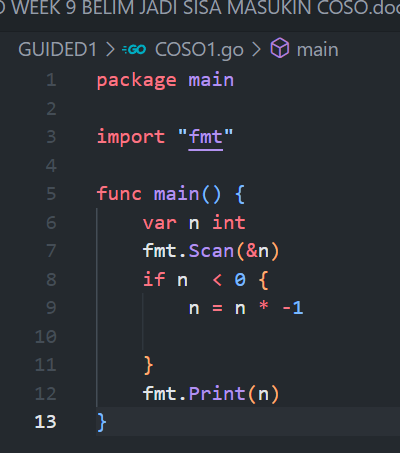 WEEK 9 BELIM JADI SISA MASUKIN COSO.doc
GUIDED1 > GO COSO1.go > main
1 package main
2
3 import "fmt"
4
5 func main() {
6     var n int
7     fmt.Scan(&n)
8     if n  < 0 {
9         n = n * -1
10
11     }
12     fmt.Print(n)
13 }